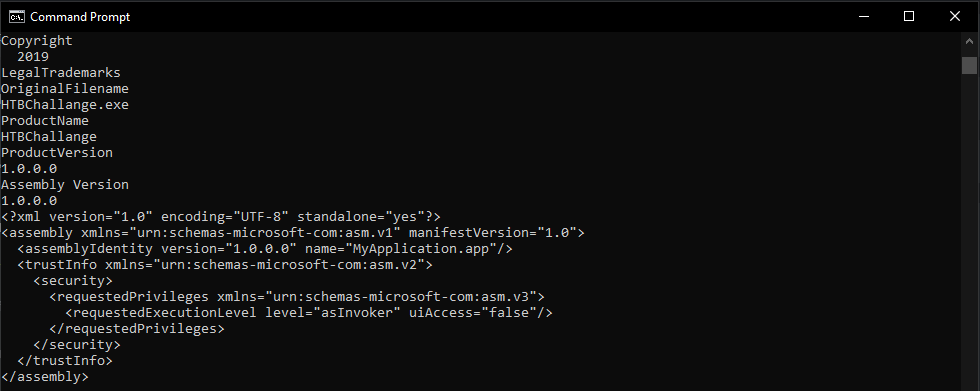 Command Prompt
Copyright
  2019
LegalTrademarks
OriginalFilename
HTBChallange.exe
ProductName
HTBChallange
ProductVersion
1.0.0.0
Assembly Version
1.0.0.0
<?xml version="1.0" encoding="UTF-8" standalone="yes"?>
<assembly xmlns="urn:schemas-microsoft-com:asm.v1" manifestVersion="1.0">
  <assemblyIdentity version="1.0.0.0" name="MyApplication.app"/>
  <trustInfo xmlns="urn:schemas-microsoft-com:asm.v2">
    <security>
      <requestedPrivileges xmlns="urn:schemas-microsoft-com:asm.v3">
        <requestedExecutionLevel level="asInvoker" uiAccess="false"/>
      </requestedPrivileges>
    </security>
  </trustInfo>
</assembly>